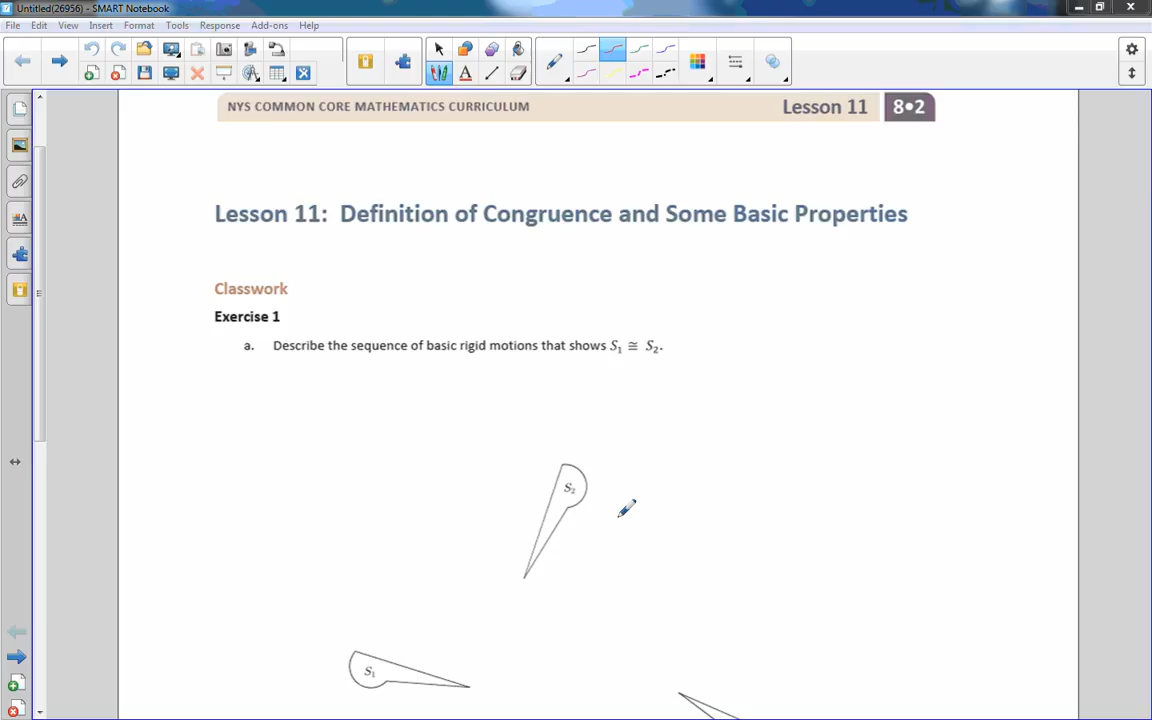 Untitled(26956) - SMART Notebook
File Edit View Insert Format Tools Response Add-ons Help
NYS COMMON CORE MATHEMATICS CURRICULUM Lesson 11 8•2
Lesson 11: Definition of Congruence and Some Basic Properties
Classwork
Exercise 1
a. Describe the sequence of basic rigid motions that shows S₁ ≅ S₂.
S₂
S₁